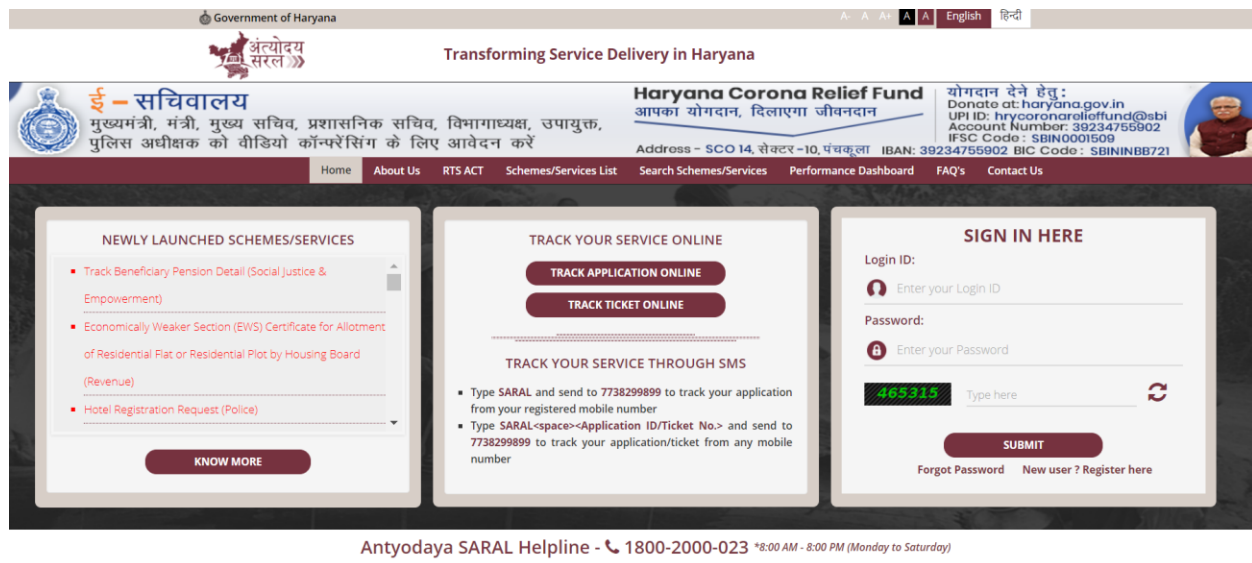 Government of Haryana
A- A A+ A A English हिन्दी
अंत्योदय
सरल
Transforming Service Delivery in Haryana
ई – सचिवालय
मुख्यमंत्री, मंत्री, मुख्य सचिव, प्रशासनिक सचिव, विभागाध्यक्ष, उपायुक्त,
पुलिस अधीक्षक को वीडियो कॉन्फ्रेंसिंग के लिए आवेदन करें
Haryana Corona Relief Fund
आपका योगदान, दिलाएगा जीवनदान
Address - SCO 14, सेक्टर -10, पंचकूला IBAN: 39234755902 BIC Code : SBININBB721
योगदान देने हेतु :
Donate at: haryana.gov.in
UPI ID: hrycoronarelieffund@sbi
Account Number: 39234755902
IFSC Code : SBIN0001509
Home About Us RTS ACT Schemes/Services List Search Schemes/Services Performance Dashboard FAQ's Contact Us
NEWLY LAUNCHED SCHEMES/SERVICES
Track Beneficiary Pension Detail (Social Justice &
Empowerment)
Economically Weaker Section (EWS) Certificate for Allotment
of Residential Flat or Residential Plot by Housing Board
(Revenue)
Hotel Registration Request (Police)
KNOW MORE
TRACK YOUR SERVICE ONLINE
TRACK APPLICATION ONLINE
TRACK TICKET ONLINE
TRACK YOUR SERVICE THROUGH SMS
Type SARAL and send to 7738299899 to track your application
from your registered mobile number
Type SARAL<space><Application ID/Ticket No.> and send to
7738299899 to track your application/ticket from any mobile
number
SIGN IN HERE
Login ID:
Enter your Login ID
Password:
Enter your Password
465315 Type here
SUBMIT
Forgot Password New user ? Register here
Antyodaya SARAL Helpline - 1800-2000-023 *8:00 AM - 8:00 PM (Monday to Saturday)